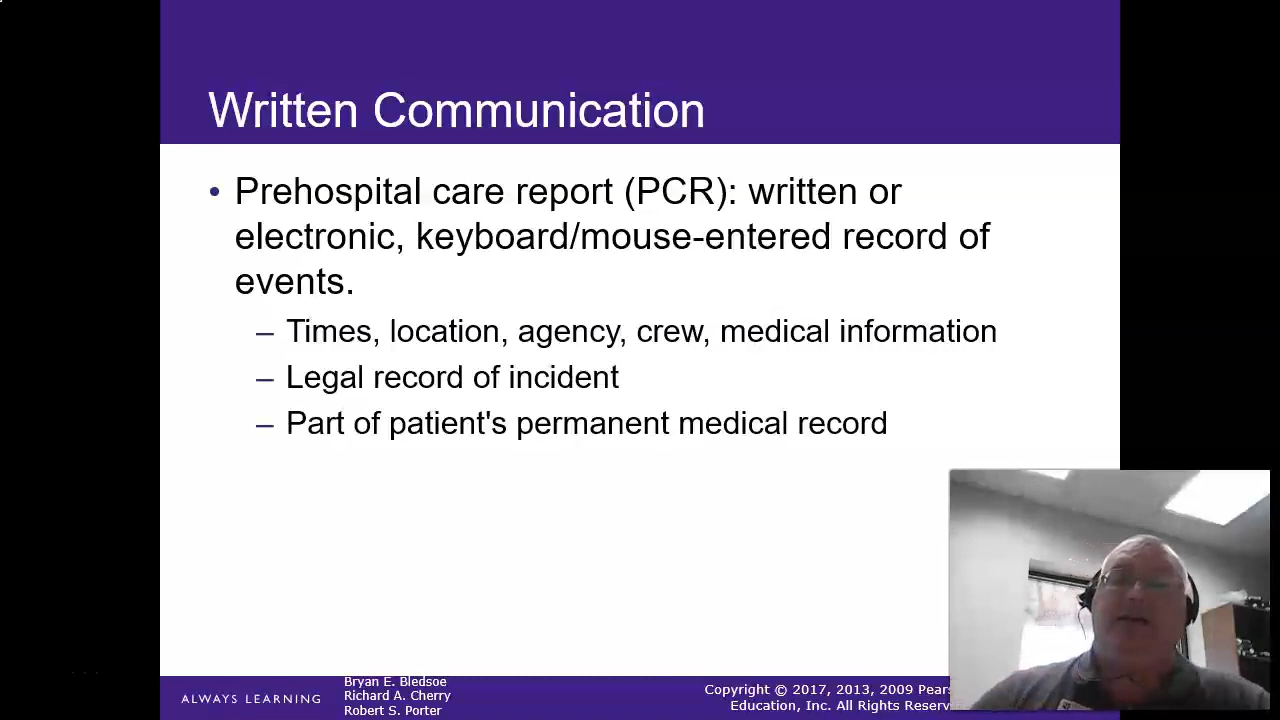 Written Communication
• Prehospital care report (PCR): written or
electronic, keyboard/mouse-entered record of
events.
– Times, location, agency, crew, medical information
– Legal record of incident
– Part of patient's permanent medical record
ALWAYS LEARNING
Bryan E. Bledsoe
Richard A. Cherry
Robert S. Porter
Copyright © 2017, 2013, 2009
Education, Inc. All Rights